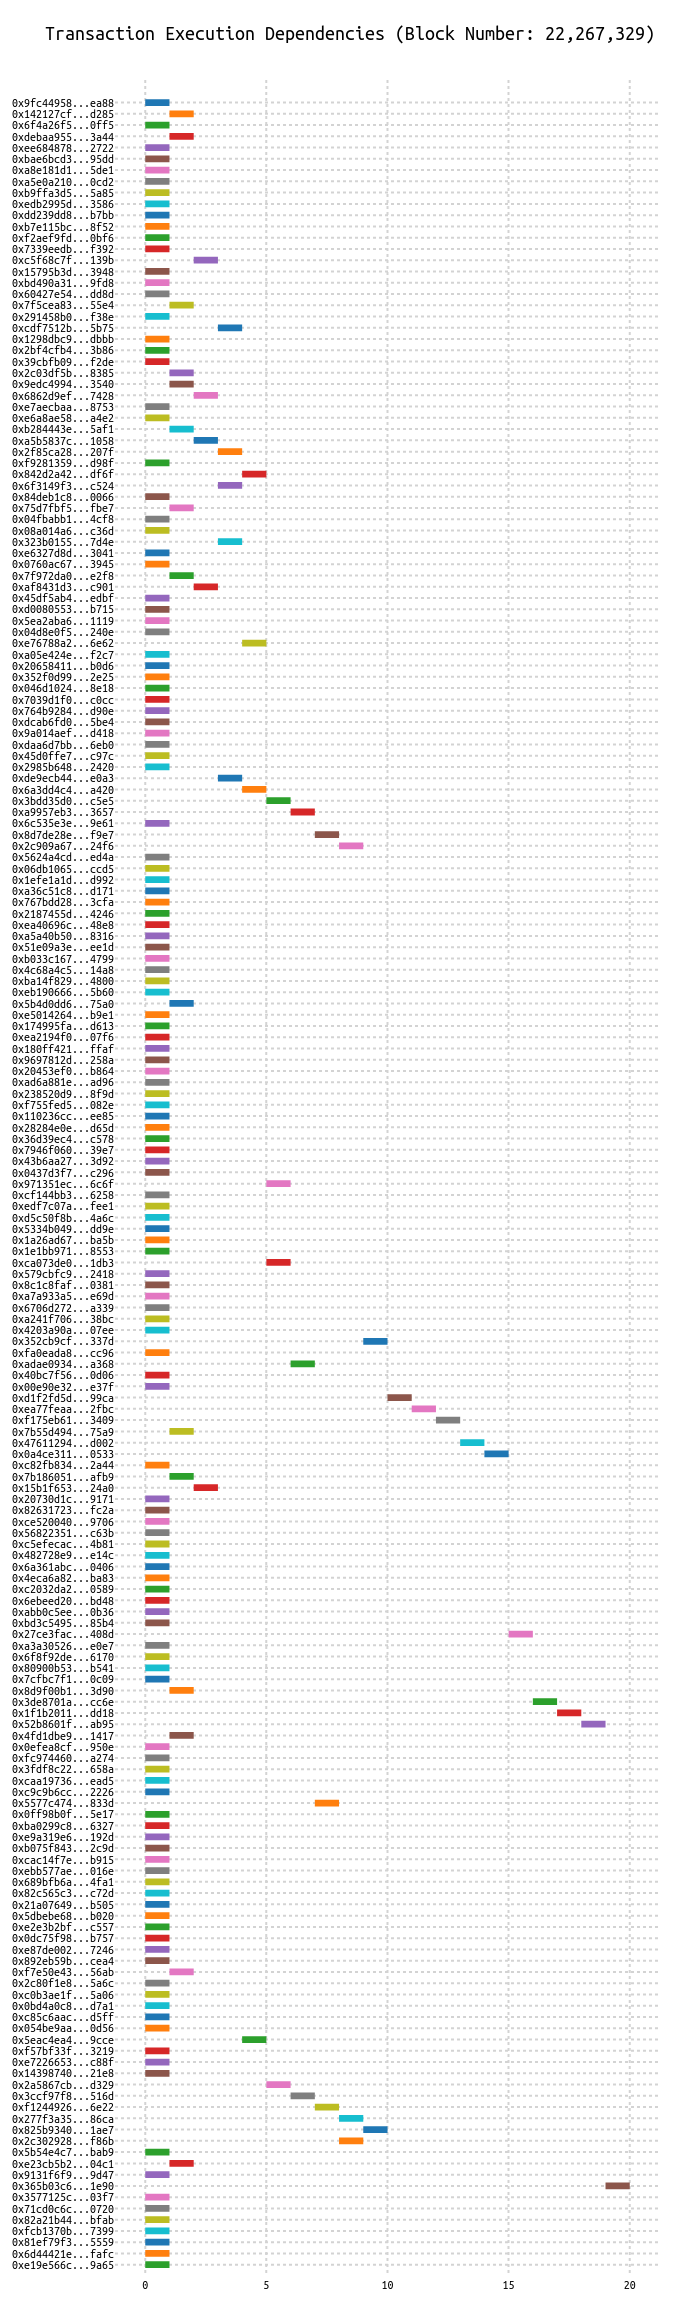 Transaction Execution Dependencies (Block Number: 22,267,329)
0x9fc44958...ea88
0x142127cf...d285
0x6f4a26f5...0ff5
0xdebaa955...3a44
0xee684878...2722
0xbae6bcd3...95dd
0xa8e181d1...5de1
0xa5e0a210...0cd2
0xb9ffa3d5...5a85
0xedb2995d...3586
0xdd239dd8...b7bb
0xb7e115bc...8f52
0xf2aef9fd...0bf6
0x7339eedb...f392
0xc5f68c7f...139b
0x15795b3d...3948
0xbd490a31...9fd8
0x60427e54...dd8d
0x7f5cea83...55e4
0x291458b0...f38e
0xcdf7512b...5b75
0x1298dbc9...dbbb
0x2bf4cfb4...3b86
0x39cbfb09...f2de
0x2c03df5b...8385
0x9edc4994...3540
0x6862d9ef...7428
0xe7aecbaa...8753
0xe6a8ae58...a4e2
0xb284443e...5af1
0xa5b5837c...1058
0x2f85ca28...207f
0xf9281359...d98f
0x842d2a42...df6f
0x6f3149f3...c524
0x84deb1c8...0066
0x75d7fbf5...fbe7
0x04fbabb1...4cf8
0x08a014a6...c36d
0x323b0155...7d4e
0xe6327d8d...3041
0x0760ac67...3945
0x7f972da0...e2f8
0xaf8431d3...c901
0x45df5ab4...edbf
0xd0080553...b715
0x5ea2aba6...1119
0x04d8e0f5...240e
0xe76788a2...6e62
0xa05e424e...f2c7
0x20658411...b0d6
0x352f0d99...2e25
0x046d1024...8e18
0x7039d1f0...c0cc
0x764b9284...d90e
0xdcab6fd0...5be4
0x9a014aef...d418
0xdaa6d7bb...6eb0
0x45d0ffe7...c97c
0x2985b648...2420
0xde9ecb44...e0a3
0x6a3dd4c4...a420
0x3bdd35d0...c5e5
0xa9957eb3...3657
0x6c535e3e...9e61
0x8d7de28e...f9e7
0x2c909a67...24f6
0x5624a4cd...ed4a
0x06db1065...ccd5
0x1efe1a1d...d992
0xa36c51c8...d171
0x767bdd28...3cfa
0x2187455d...4246
0xea40696c...48e8
0xa5a40b50...8316
0x51e09a3e...ee1d
0xb033c167...4799
0x4c68a4c5...14a8
0xba14f829...4800
0xeb190666...5b60
0x5b4d0dd6...75a0
0xe5014264...b9e1
0x174995fa...d613
0xea2194f0...07f6
0x180ff421...ffaf
0x9697812d...258a
0x20453ef0...b864
0xad6a881e...ad96
0x238520d9...8f9d
0xf755fed5...082e
0x110236cc...ee85
0x28284e0e...d65d
0x36d39ec4...c578
0x7946f060...39e7
0x43b6aa27...3d92
0x0437d3f7...c296
0x971351ec...6c6f
0xcf144bb3...6258
0xedf7c07a...fee1
0xd5c50f8b...4a6c
0x5334b049...dd9e
0x1a26ad67...ba5b
0x1e1bb971...8553
0xca073de0...1db3
0x579cbfc9...2418
0x8c1c8faf...0381
0xa7a933a5...e69d
0x6706d272...a339
0xa241f706...38bc
0x4203a90a...07ee
0x352cb9cf...337d
0xfa0eada8...cc96
0xadae0934...a368
0x40bc7f56...0d06
0x00e90e32...e37f
0xd1f2fd5d...99ca
0xea77feaa...2fbc
0xf175eb61...3409
0x7b55d494...75a9
0x47611294...d002
0x0a4ce311...0533
0xc82fb834...2a44
0x7b186051...afb9
0x15b1f653...24a0
0x20730d1c...9171
0x82631723...fc2a
0xce520040...9706
0x56822351...c63b
0xc5efecac...4b81
0x482728e9...e14c
0x6a361abc...0406
0x4eca6a82...ba83
0xc2032da2...0589
0x6ebeed20...bd48
0xabb0c5ee...0b36
0xbd3c5495...85b4
0x27ce3fac...408d
0xa3a30526...e0e7
0x6f8f92de...6170
0x80900b53...b541
0x7cfbc7f1...0c09
0x8d9f00b1...3d90
0x3de8701a...cc6e
0x1f1b2011...dd18
0x52b8601f...ab95
0x4fd1dbe9...1417
0x0efea8cf...950e
0xfc974460...a274
0x3fdf8c22...658a
0xcaa19736...ead5
0xc9c9b6cc...2226
0x5577c474...833d
0x0ff98b0f...5e17
0xba0299c8...6327
0xe9a319e6...192d
0xb075f843...2c9d
0xcac14f7e...b915
0xebb577ae...016e
0x689bfb6a...4fa1
0x82c565c3...c72d
0x21a07649...b505
0x5dbebe68...b020
0xe2e3b2bf...c557
0x0dc75f98...b757
0xe87de002...7246
0x892eb59b...cea4
0xf7e50e43...56ab
0x2c80f1e8...5a6c
0xc0b3ae1f...5a06
0x0bd4a0c8...d7a1
0xc85c6aac...d5ff
0x054be9aa...0d56
0x5eac4ea4...9cce
0xf57bf33f...3219
0xe7226653...c88f
0x14398740...21e8
0x2a5867cb...d329
0x3ccf97f8...516d
0xf1244926...6e22
0x277f3a35...86ca
0x825b9340...1ae7
0x2c302928...f86b
0x5b54e4c7...bab9
0xe23cb5b2...04c1
0x9131f6f9...9d47
0x365b03c6...1e90
0x3577125c...03f7
0x71cd0c6c...0720
0x82a21b44...bfab
0xfcb1370b...7399
0x81ef79f3...5559
0x6d44421e...fafc
0xe19e566c...9a65
0 5 10 15 20